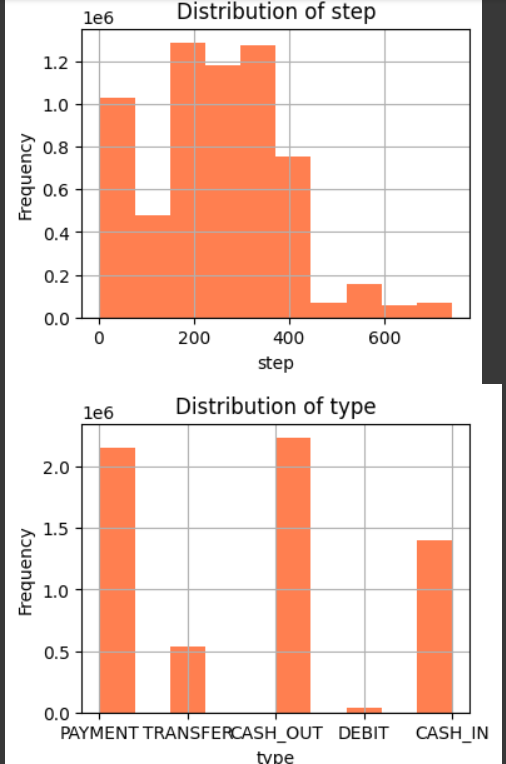 Distribution of step
1e6
1.2
1.0
0.8
0.6
0.4
0.2
0.0
Frequency
0 200 400 600
step
Distribution of type
1e6
2.0
1.5
1.0
0.5
0.0
Frequency
PAYMENT TRANSFER CASH_OUT DEBIT CASH_IN
type